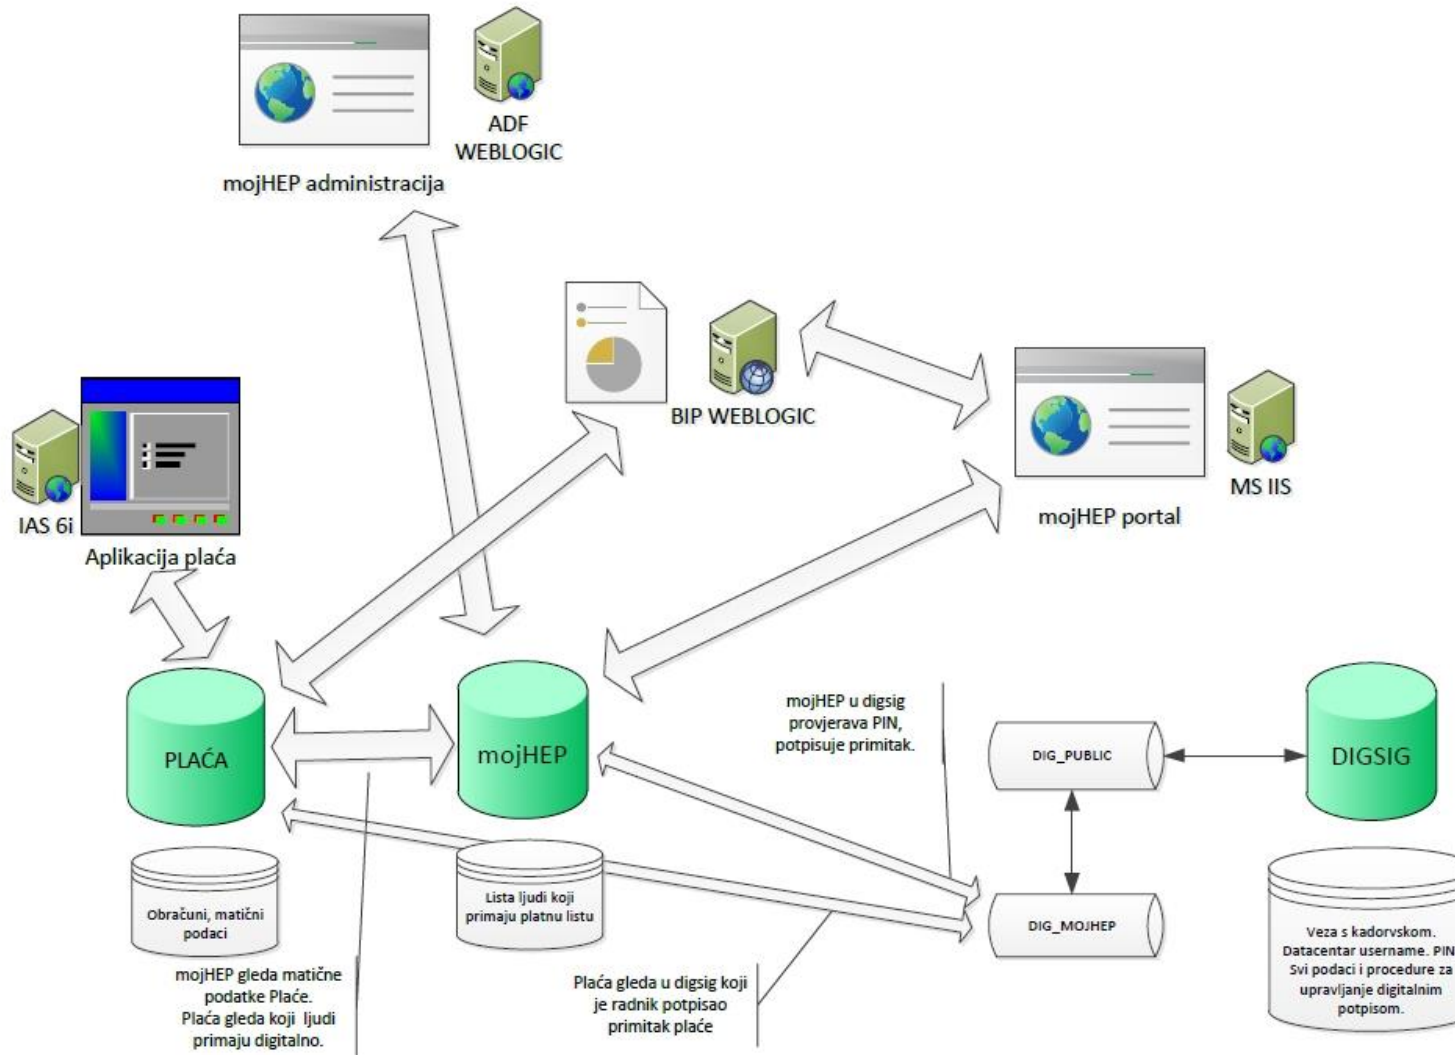 ADF
WEBLOGIC
mojHEP administracija
BIP WEBLOGIC
MS IIS
mojHEP portal
IAS 6i
Aplikacija plaća
PLAĆA
mojHEP
mojHEP u digsig
provjerava PIN,
potpisuje primitak.
DIG_PUBLIC
DIGSIG
Obračuni, matični
podaci
Lista ljudi koji
primaju platnu listu
DIG_MOJHEP
Veza s kadorvskom.
Datacentar username. PIN
Svi podaci i procedure za
upravljanje digitalnim
potpisom.
mojHEP gleda matične
podatke Plaće.
Plaća gleda koji ljudi
primaju digitalno.
Plaća gleda u digsig koji
je radnik potpisao
primitak plaće